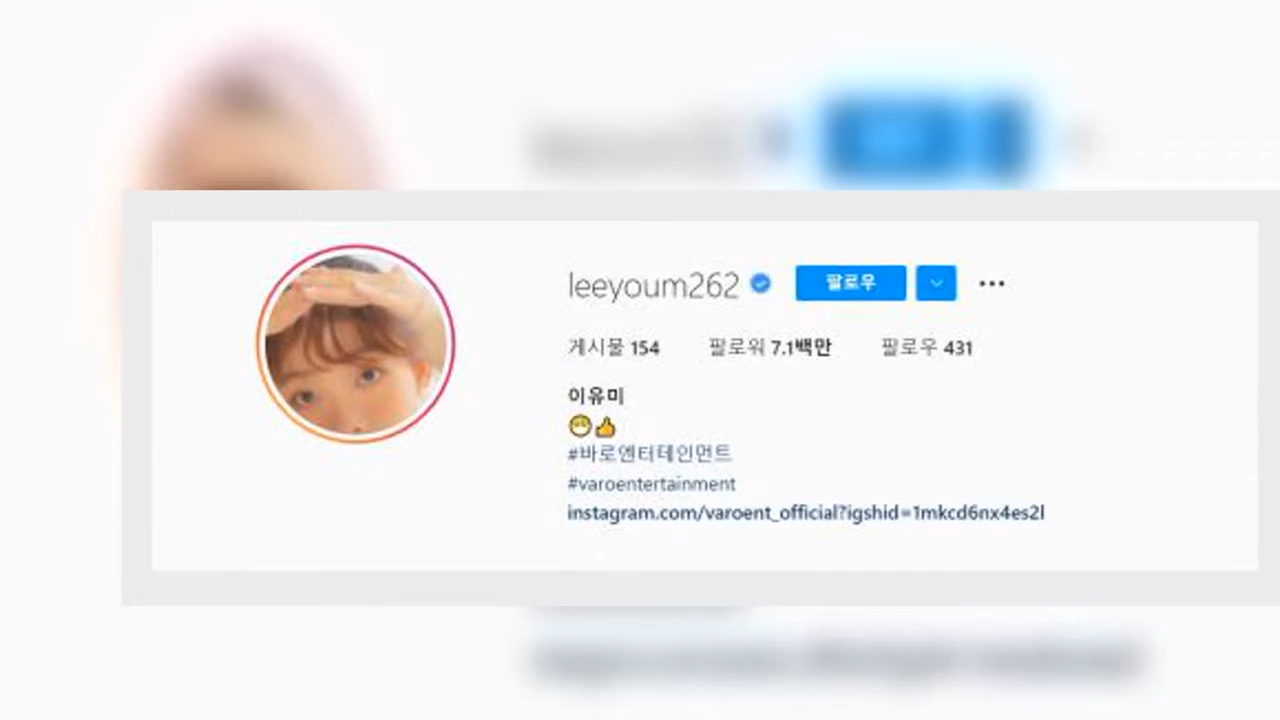 leeyoum262 팔로우
게시물 154 팔로워 7.1백만 팔로우 431
이유미
#바로엔터테인먼트
#varoentertainment
instagram.com/varoent_official?igshid=1mkcd6nx4es2l